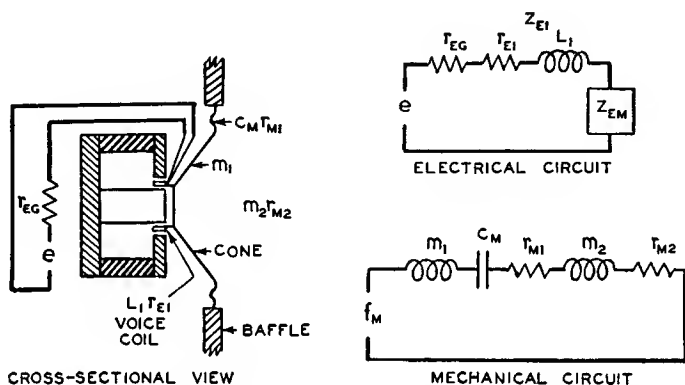 C_M r_M1
m_1
m_2 r_M2
r_EG
e
CONE
L_1 r_E1
VOICE
COIL
BAFFLE
CROSS-SECTIONAL VIEW
Z_E1
r_EG r_E1 L_1
e
Z_EM
ELECTRICAL CIRCUIT
m_1 C_M r_M1 m_2 r_M2
f_M
MECHANICAL CIRCUIT